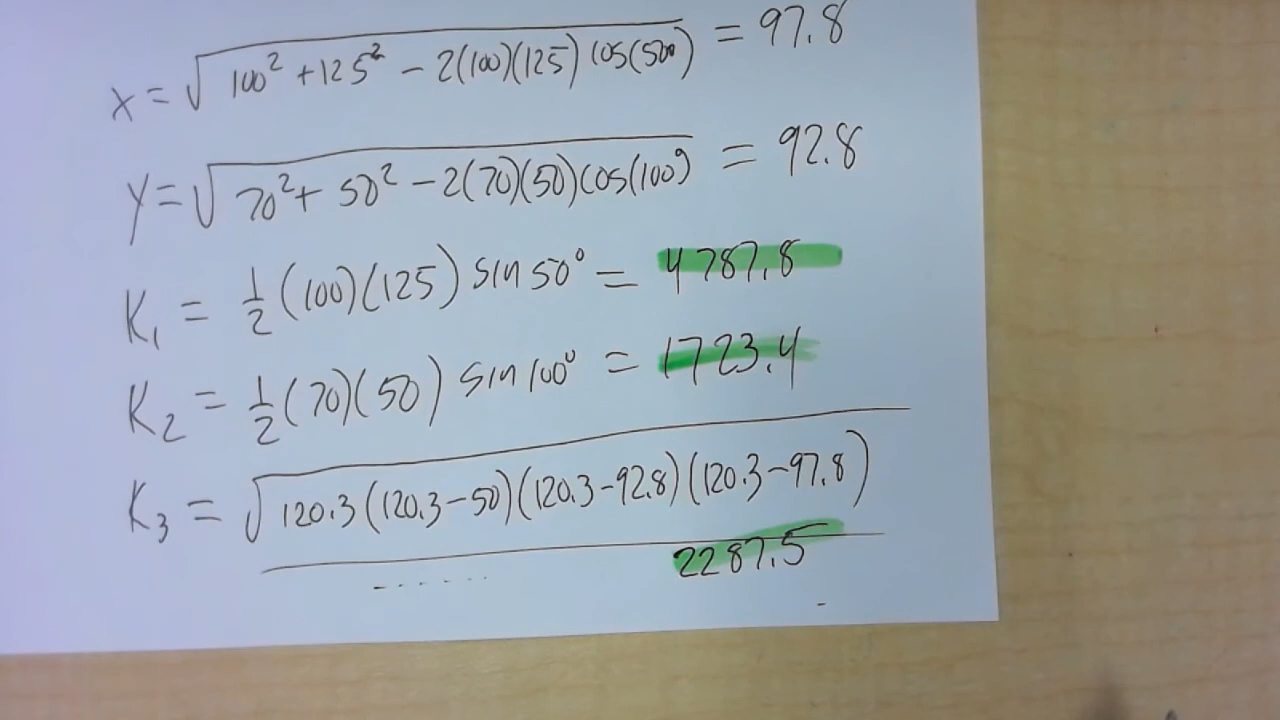 x = √(100² + 125² - 2(100)(125) cos(50°)) = 97.8
y = √(70² + 50² - 2(70)(50) cos(100°)) = 92.8
K₁ = ½ (100)(125) sin 50° = 4787.8
K₂ = ½ (70)(50) sin 100° = 1723.4
K₃ = √(120.3(120.3-50)(120.3-92.8)(120.3-97.8))
2287.5